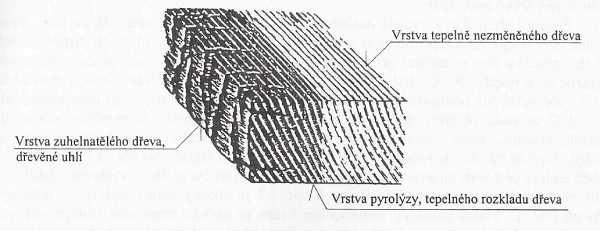 Vrstva tepelně nezměněného dřeva
Vrstva zuhelnatělého dřeva,
dřevěné uhlí
Vrstva pyrolýzy, tepelného rozkladu dřeva